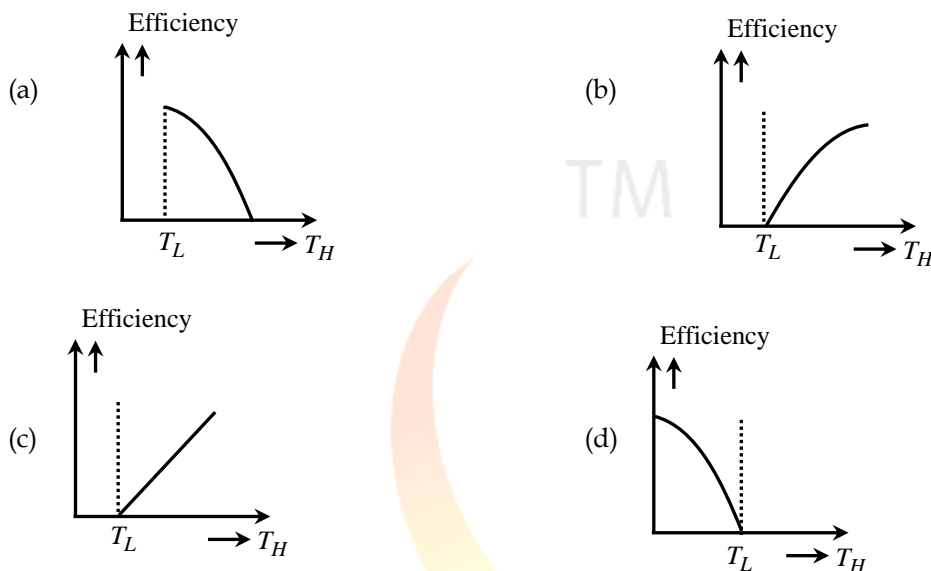 Efficiency
(a)
T_L
T_H
Efficiency
(b)
T_L
T_H
TM
Efficiency
(c)
T_L
T_H
Efficiency
(d)
T_L
T_H